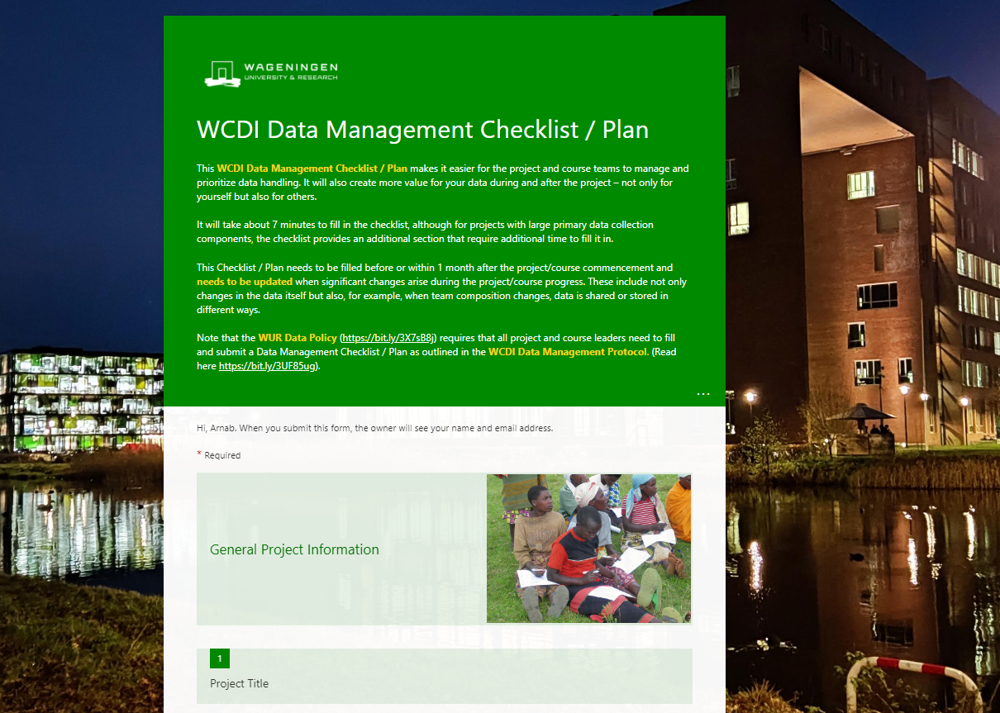 WAGENINGEN
UNIVERSITY & RESEARCH
WCDI Data Management Checklist / Plan
This WCDI Data Management Checklist / Plan makes it easier for the project and course teams to manage and
prioritize data handling. It will also create more value for your data during and after the project – not only for
yourself but also for others.
It will take about 7 minutes to fill in the checklist, although for projects with large primary data collection
components, the checklist provides an additional section that require additional time to fill it in.
This Checklist / Plan needs to be filled before or within 1 month after the project/course commencement and
needs to be updated when significant changes arise during the project/course progress. These include not only
changes in the data itself but also, for example, when team composition changes, data is shared or stored in
different ways.
Note that the WUR Data Policy (https://bit.ly/3X7sB8j) requires that all project and course leaders need to fill
and submit a Data Management Checklist / Plan as outlined in the WCDI Data Management Protocol. (Read
here https://bit.ly/3UF85ug).
...
Hi, Arnab. When you submit this form, the owner will see your name and email address.
* Required
General Project Information
1
Project Title